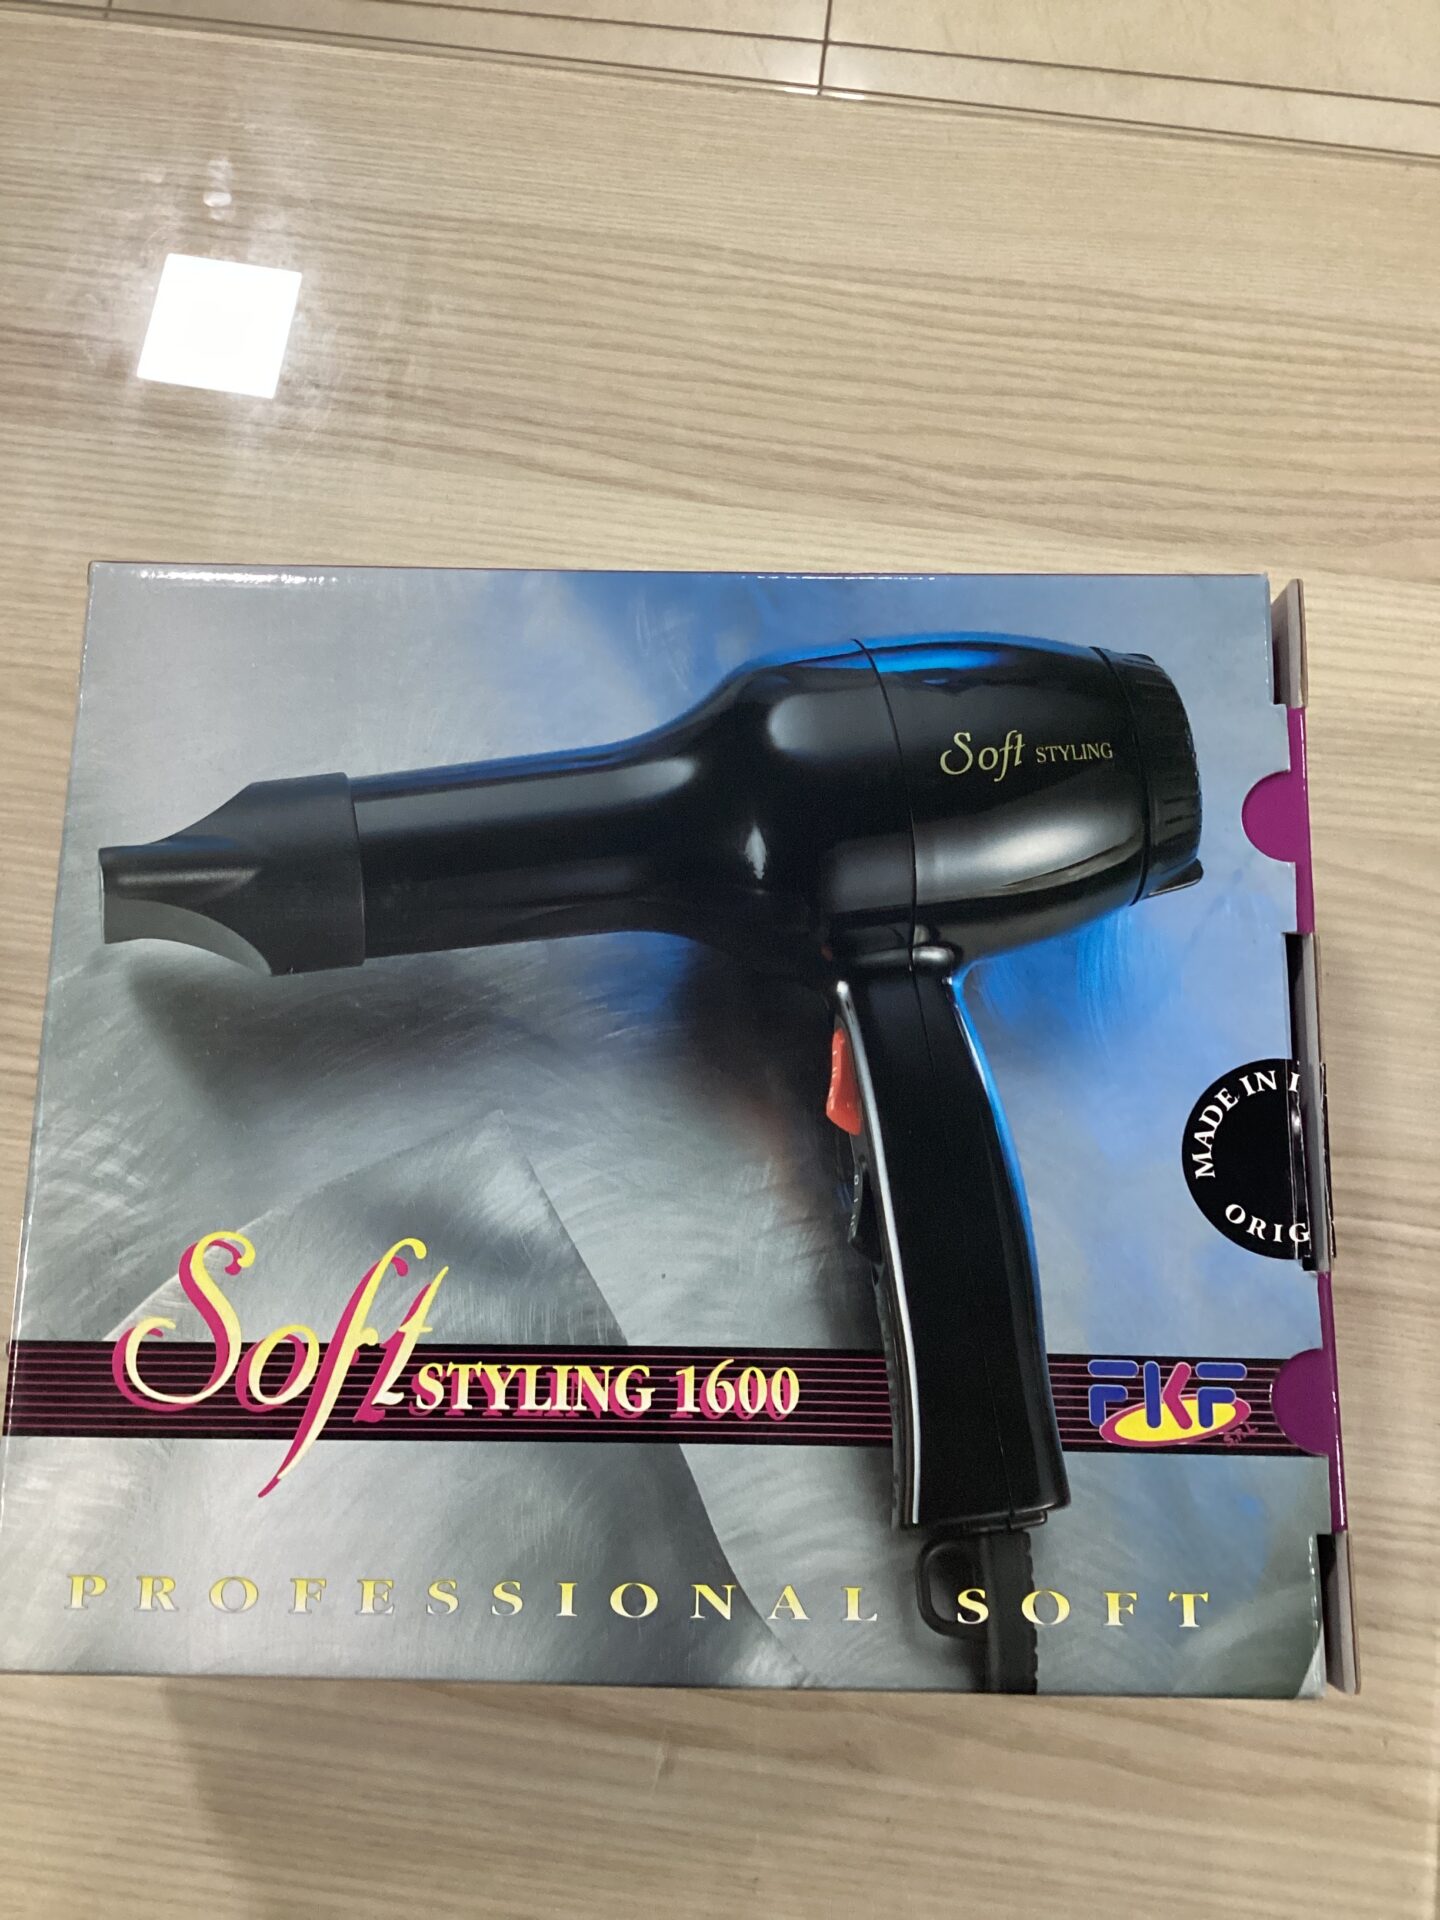 Soft STYLING
MADE IN
ORIG
Soft STYLING 1600
FKF
S.R.L.
PROFESSIONAL SOFT